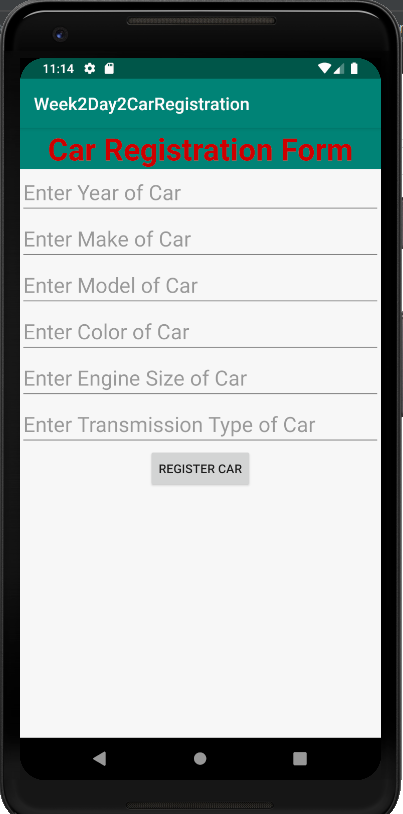 11:14
Week2Day2CarRegistration
Car Registration Form
Enter Year of Car
Enter Make of Car
Enter Model of Car
Enter Color of Car
Enter Engine Size of Car
Enter Transmission Type of Car
REGISTER CAR